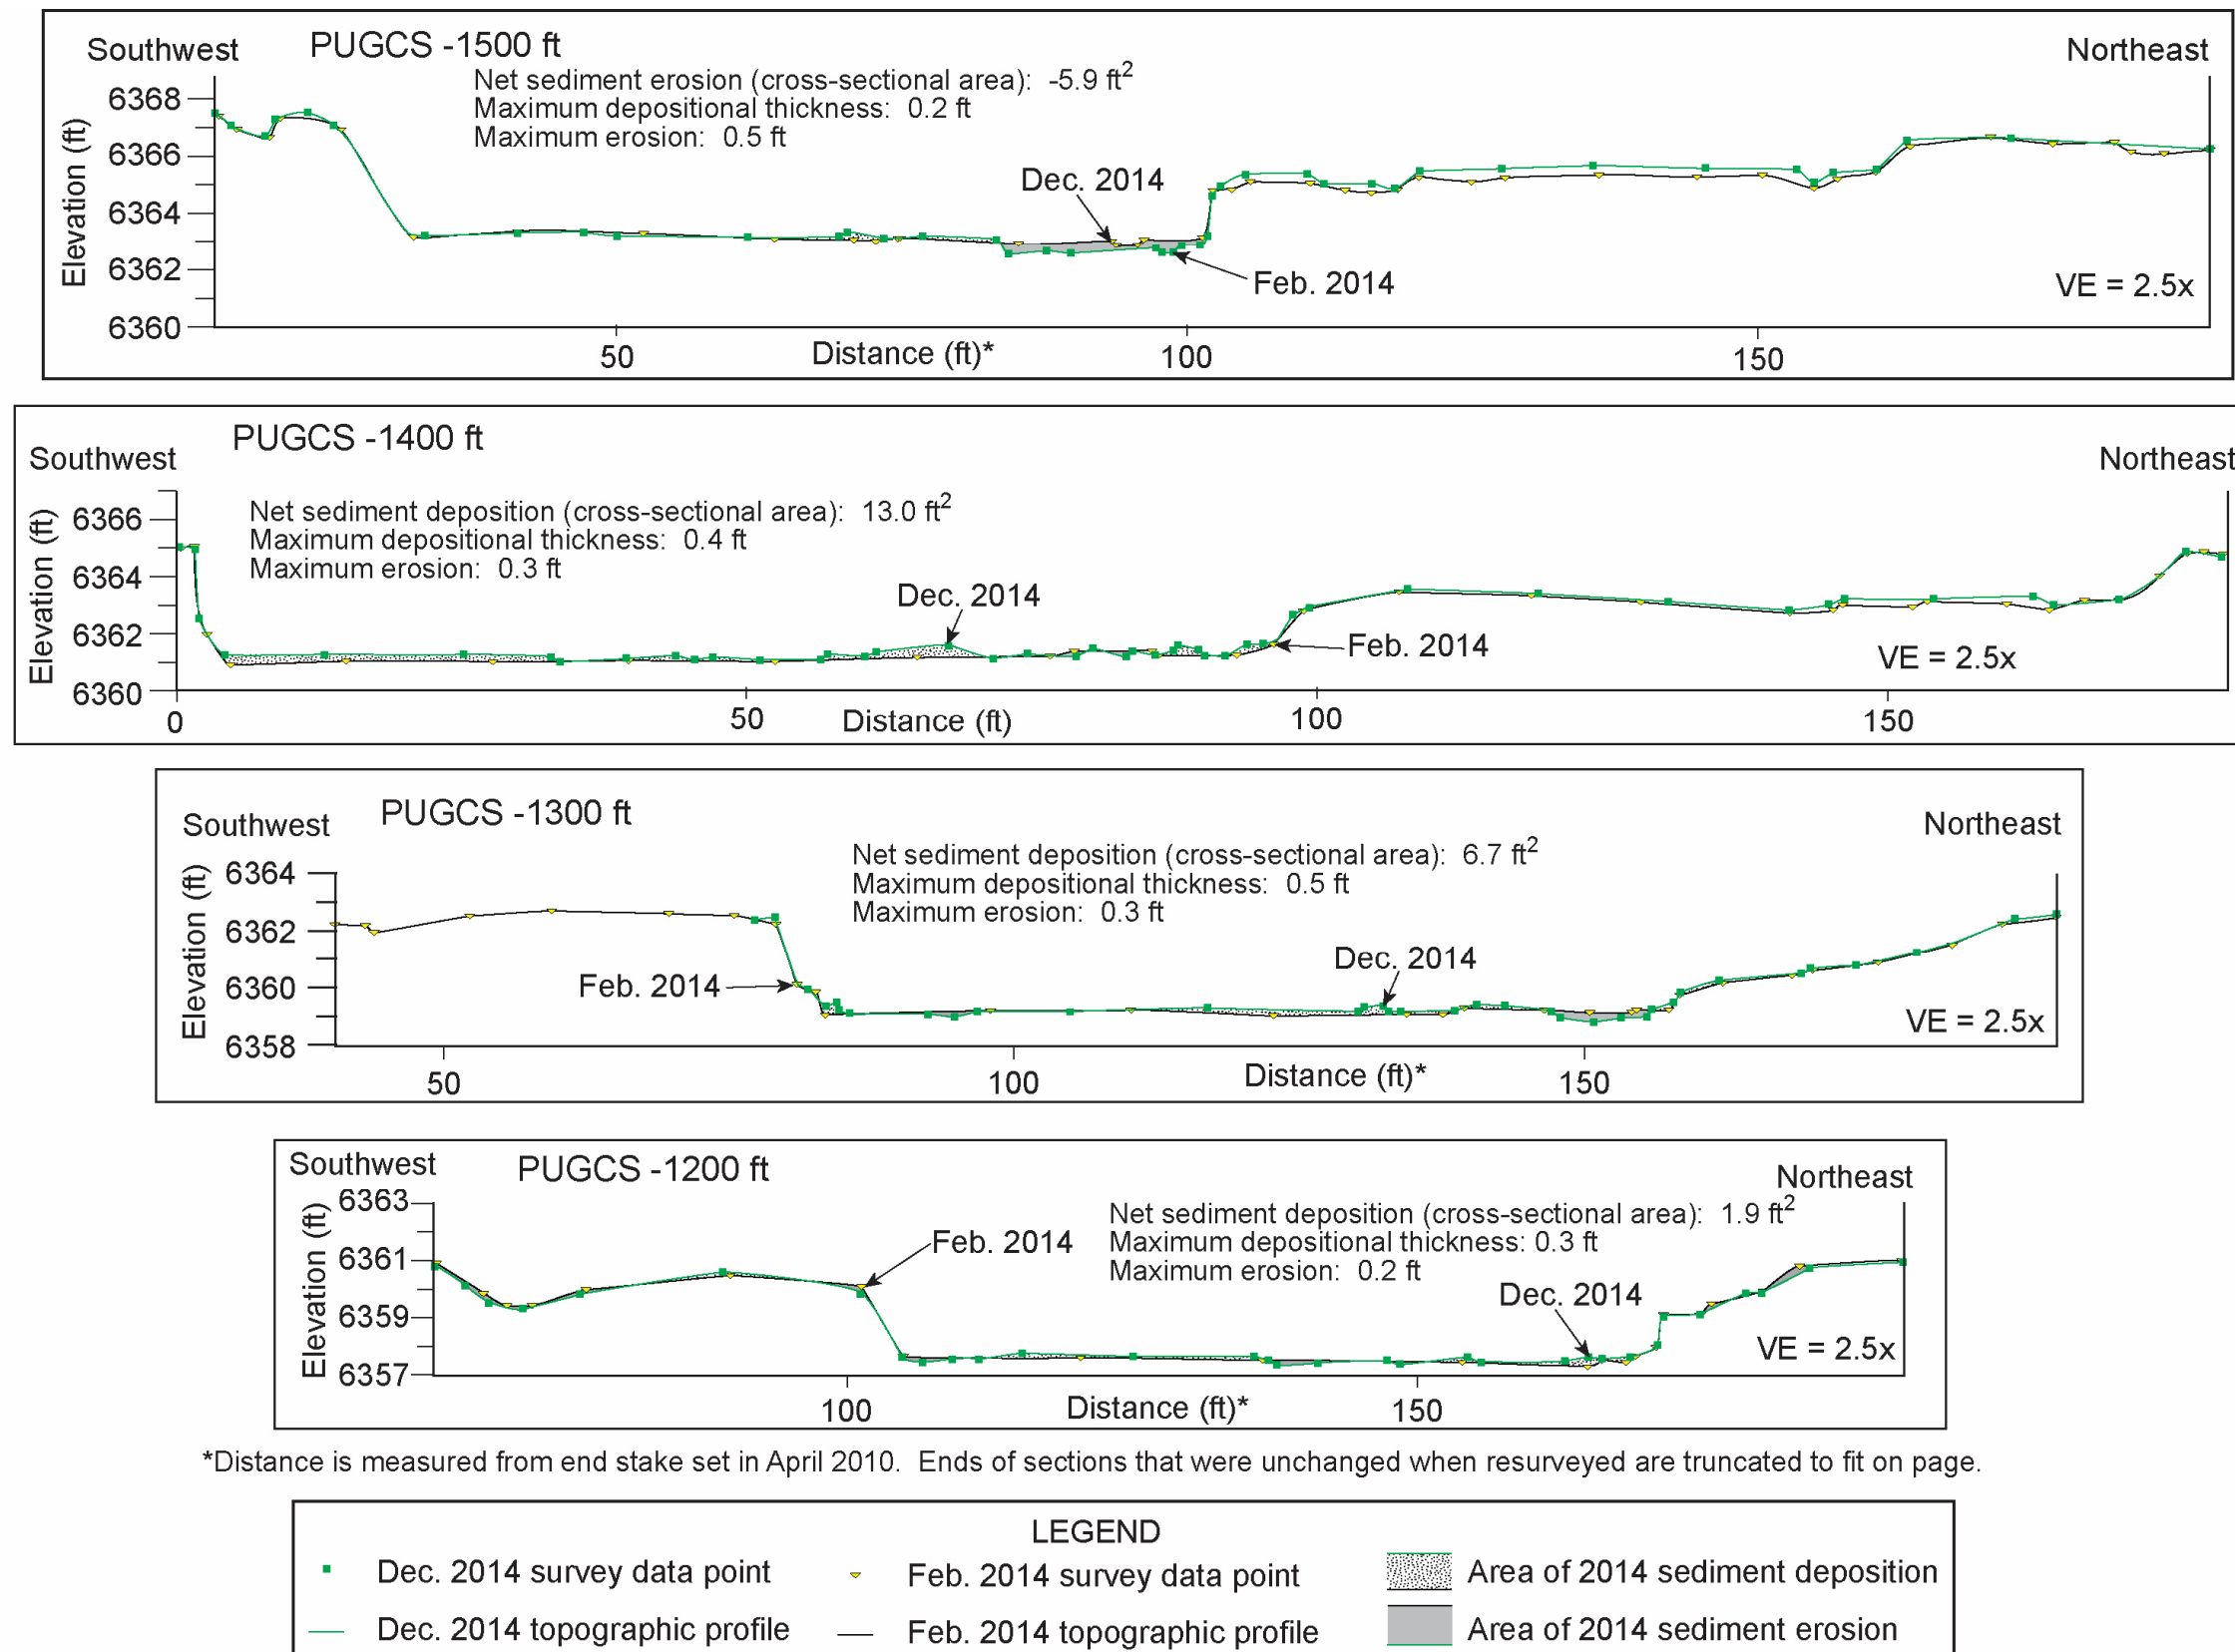 Southwest
PUGCS -1500 ft
Northeast
Net sediment erosion (cross-sectional area): -5.9 ft²
Maximum depositional thickness: 0.2 ft
Maximum erosion: 0.5 ft
Elevation (ft)
6368
6366
6364
6362
6360
Dec. 2014
Feb. 2014
VE = 2.5x
50
Distance (ft)*
100
150
PUGCS -1400 ft
Southwest
Northeast
Net sediment deposition (cross-sectional area): 13.0 ft²
Maximum depositional thickness: 0.4 ft
Maximum erosion: 0.3 ft
Elevation (ft)
6366
6364
6362
6360
Dec. 2014
Feb. 2014
VE = 2.5x
0
50
Distance (ft)
100
150
PUGCS -1300 ft
Southwest
Northeast
Net sediment deposition (cross-sectional area): 6.7 ft²
Maximum depositional thickness: 0.5 ft
Maximum erosion: 0.3 ft
Elevation (ft)
6364
6362
6360
6358
Feb. 2014
Dec. 2014
VE = 2.5x
50
100
Distance (ft)*
150
Southwest
PUGCS -1200 ft
Northeast
Net sediment deposition (cross-sectional area): 1.9 ft²
Maximum depositional thickness: 0.3 ft
Maximum erosion: 0.2 ft
Elevation (ft)
6363
6361
6359
6357
Feb. 2014
Dec. 2014
VE = 2.5x
100
Distance (ft)*
150
*Distance is measured from end stake set in April 2010. Ends of sections that were unchanged when resurveyed are truncated to fit on page.
LEGEND
Dec. 2014 survey data point
Feb. 2014 survey data point
Area of 2014 sediment deposition
Dec. 2014 topographic profile
Feb. 2014 topographic profile
Area of 2014 sediment erosion